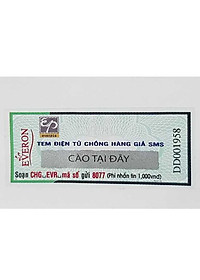 EVERON
EP
TEM ĐIỆN TỬ CHỐNG HÀNG GIẢ SMS
CÀO TẠI ĐÂY
Soạn CHG..EVR..mã số gửi 8077 (Phí nhắn tin 1,000vnđ)
DD001958